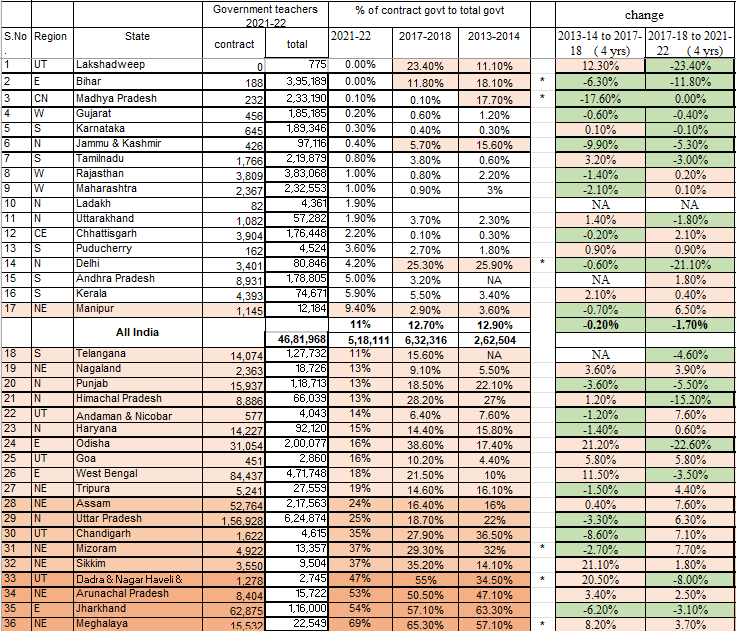 Government teachers 2021-22 % of contract govt to total govt change
S.No . Region State contract total 2021-22 2017-2018 2013-2014 2013-14 to 2017-18 ( 4 yrs) 2017-18 to 2021-22 ( 4 yrs)
1 UT Lakshadweep 0 775 0.00% 23.40% 11.10% 12.30% -23.40%
2 E Bihar 188 3,95,189 0.00% 11.80% 18.10% * -6.30% -11.80%
3 CN Madhya Pradesh 232 2,33,190 0.10% 0.10% 17.70% * -17.60% 0.00%
4 W Gujarat 456 1,85,185 0.20% 0.60% 1.20% -0.60% -0.40%
5 S Karnataka 645 1,89,346 0.30% 0.40% 0.30% 0.10% -0.10%
6 N Jammu & Kashmir 426 97,116 0.40% 5.70% 15.60% -9.90% -5.30%
7 S Tamilnadu 1,766 2,19,879 0.80% 3.80% 0.60% 3.20% -3.00%
8 W Rajasthan 3,809 3,83,068 1.00% 0.80% 2.20% -1.40% 0.20%
9 W Maharashtra 2,367 2,32,553 1.00% 0.90% 3% -2.10% 0.10%
10 N Ladakh 82 4,361 1.90% NA NA
11 N Uttarakhand 1,082 57,282 1.90% 3.70% 2.30% 1.40% -1.80%
12 CE Chhattisgarh 3,904 1,76,448 2.20% 0.10% 0.30% -0.20% 2.10%
13 S Puducherry 162 4,524 3.60% 2.70% 1.80% 0.90% 0.90%
14 N Delhi 3,401 80,846 4.20% 25.30% 25.90% * -0.60% -21.10%
15 S Andhra Pradesh 8,931 1,78,805 5.00% 3.20% NA NA 1.80%
16 S Kerala 4,393 74,671 5.90% 5.50% 3.40% 2.10% 0.40%
17 NE Manipur 1,145 12,184 9.40% 2.90% 3.60% -0.70% 6.50%
All India 11% 12.70% 12.90% -0.20% -1.70%
46,81,968 5,18,111 6,32,316 2,62,504
18 S Telangana 14,074 1,27,732 11% 15.60% NA NA -4.60%
19 NE Nagaland 2,363 18,726 13% 9.10% 5.50% 3.60% 3.90%
20 N Punjab 15,937 1,18,713 13% 18.50% 22.10% -3.60% -5.50%
21 N Himachal Pradesh 8,886 66,039 13% 28.20% 27% 1.20% -15.20%
22 UT Andaman & Nicobar 577 4,043 14% 6.40% 7.60% -1.20% 7.60%
23 N Haryana 14,227 92,120 15% 14.40% 15.80% -1.40% 0.60%
24 E Odisha 31,054 2,00,077 16% 38.60% 17.40% 21.20% -22.60%
25 UT Goa 451 2,860 16% 10.20% 4.40% 5.80% 5.80%
26 E West Bengal 84,437 4,71,748 18% 21.50% 10% 11.50% -3.50%
27 NE Tripura 5,241 27,559 19% 14.60% 16.10% -1.50% 4.40%
28 NE Assam 52,764 2,17,563 24% 16.40% 16% 0.40% 7.60%
29 N Uttar Pradesh 1,56,928 6,24,874 25% 18.70% 22% -3.30% 6.30%
30 UT Chandigarh 1,622 4,615 35% 27.90% 36.50% -8.60% 7.10%
31 NE Mizoram 4,922 13,357 37% 29.30% 32% * -2.70% 7.70%
32 NE Sikkim 3,550 9,504 37% 35.20% 14.10% 21.10% 1.80%
33 UT Dadra & Nagar Haveli & 1,278 2,745 47% 55% 34.50% * 20.50% -8.00%
34 NE Arunachal Pradesh 8,404 15,722 53% 50.50% 47.10% 3.40% 2.50%
35 E Jharkhand 62,875 1,16,000 54% 57.10% 63.30% -6.20% -3.10%
36 NE Meghalaya 15,532 22,549 69% 65.30% 57.10% * 8.20% 3.70%